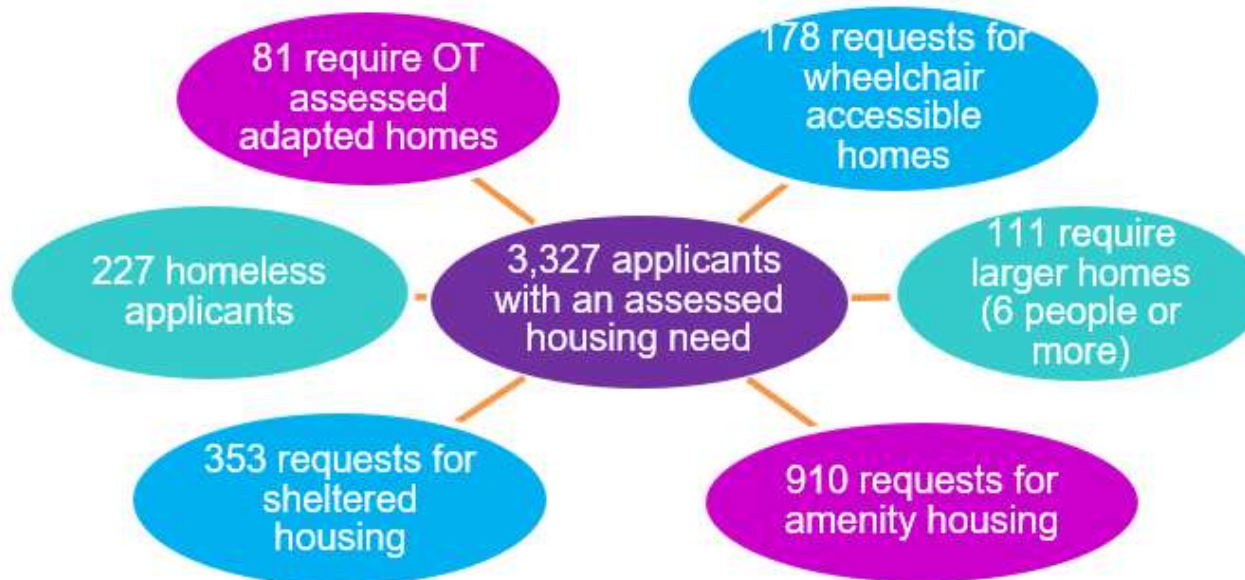 81 require OT
assessed
adapted homes
178 requests for
wheelchair
accessible
homes
227 homeless
applicants
3,327 applicants
with an assessed
housing need
111 require
larger homes
(6 people or
more)
353 requests for
sheltered
housing
910 requests for
amenity housing